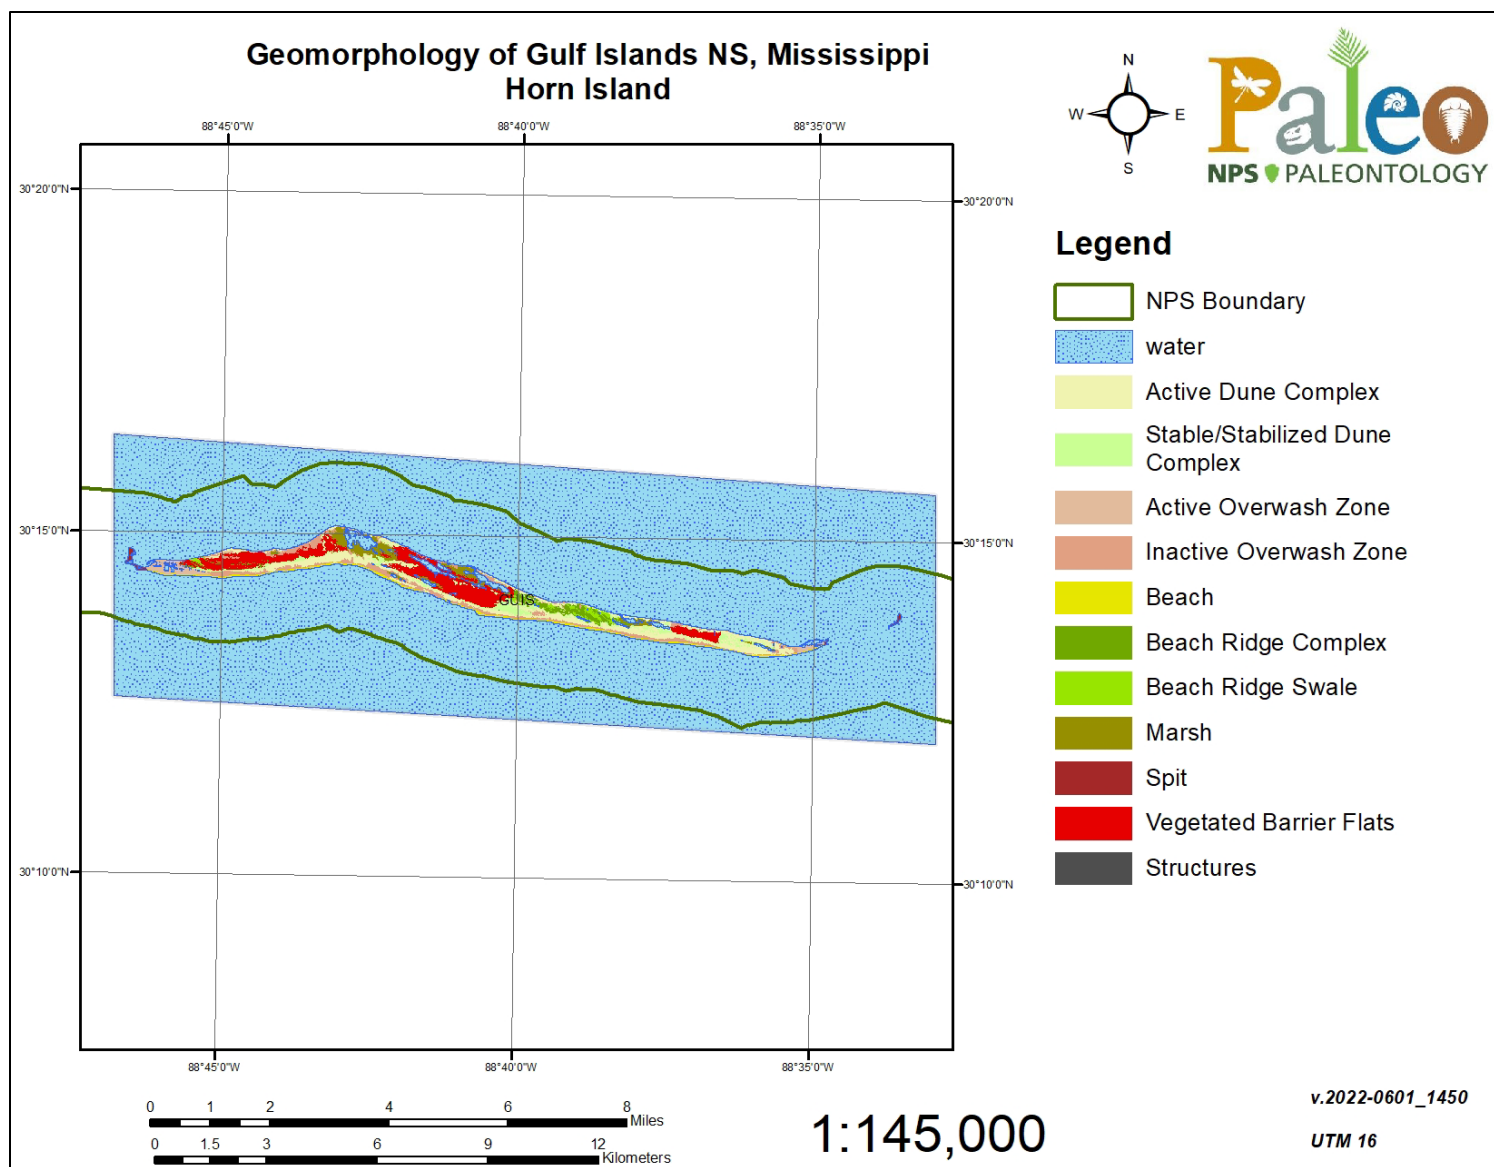 Geomorphology of Gulf Islands NS, Mississippi
Horn Island
N
W E
S
Paleo
NPS PALEONTOLOGY
88°45'0"W 88°40'0"W 88°35'0"W
30°20'0"N 30°20'0"N
30°15'0"N 30°15'0"N
30°10'0"N 30°10'0"N
GUIS
88°45'0"W 88°40'0"W 88°35'0"W
Legend
NPS Boundary
water
Active Dune Complex
Stable/Stabilized Dune
Complex
Active Overwash Zone
Inactive Overwash Zone
Beach
Beach Ridge Complex
Beach Ridge Swale
Marsh
Spit
Vegetated Barrier Flats
Structures
0 1 2 4 6 8
Miles
0 1.5 3 6 9 12
Kilometers
1:145,000
v.2022-0601_1450
UTM 16